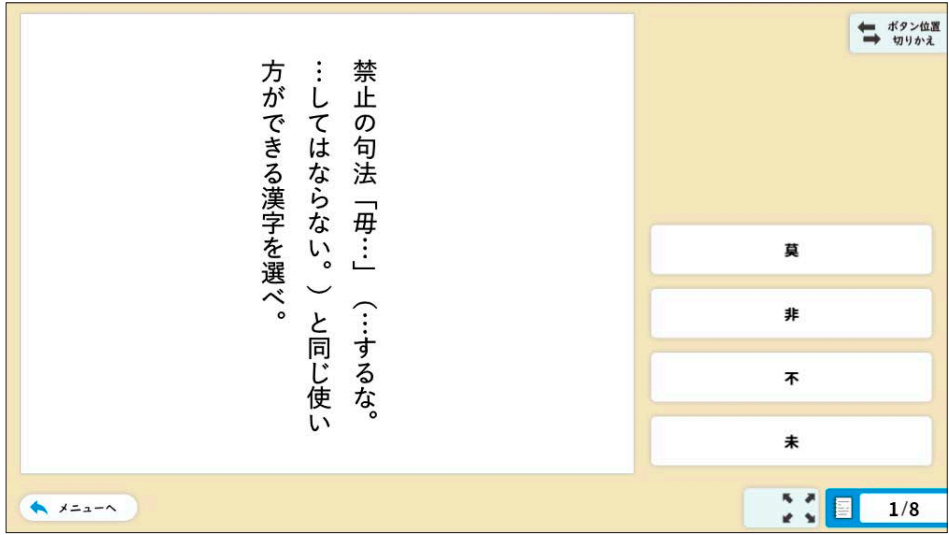 禁止の句法「毋…」（…するな。
…してはならない。）と同じ使い
方ができる漢字を選べ。
ボタン位置
切りかえ
莫
非
不
未
メニューへ
1/8